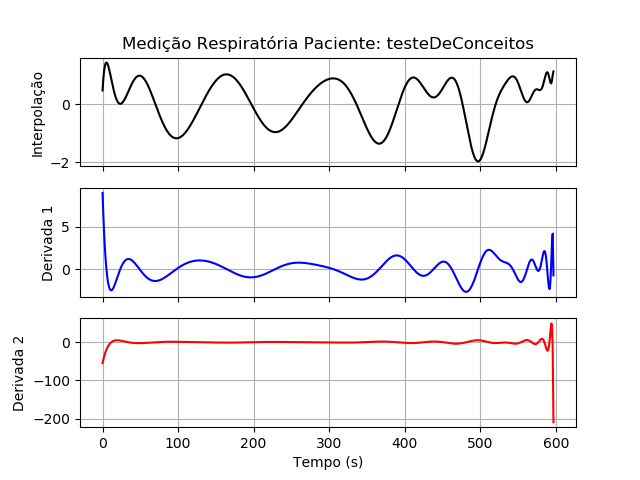 Medição Respiratória Paciente: testeDeConceitos
Interpolação
0
−2
Derivada 1
5
0
Derivada 2
0
−100
−200
0 100 200 300 400 500 600
Tempo (s)